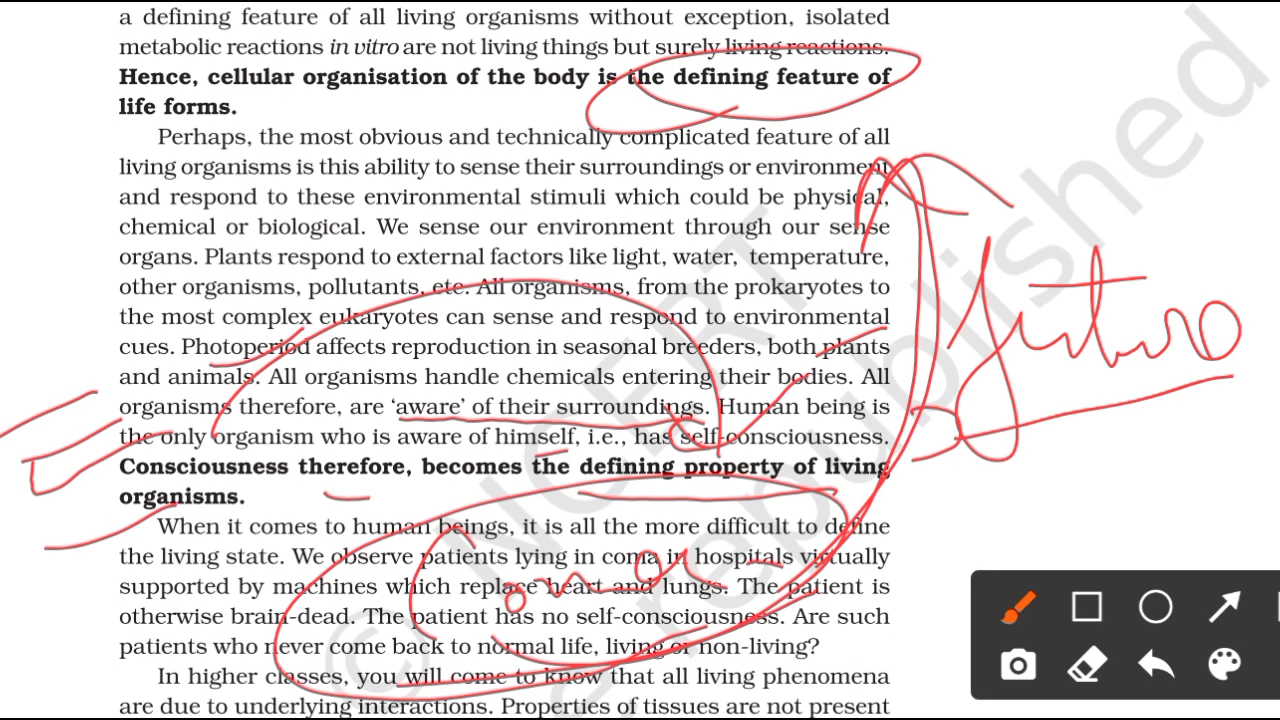 a defining feature of all living organisms without exception, isolated
metabolic reactions in vitro are not living things but surely living reactions.
Hence, cellular organisation of the body is the defining feature of
life forms.
Perhaps, the most obvious and technically complicated feature of all
living organisms is this ability to sense their surroundings or environment
and respond to these environmental stimuli which could be physical,
chemical or biological. We sense our environment through our sense
organs. Plants respond to external factors like light, water, temperature,
other organisms, pollutants, etc. All organisms, from the prokaryotes to
the most complex eukaryotes can sense and respond to environmental
cues. Photoperiod affects reproduction in seasonal breeders, both plants
and animals. All organisms handle chemicals entering their bodies. All
organisms therefore, are ‘aware’ of their surroundings. Human being is
the only organism who is aware of himself, i.e., has self-consciousness.
Consciousness therefore, becomes the defining property of living
organisms.
When it comes to human beings, it is all the more difficult to define
the living state. We observe patients lying in coma in hospitals virtually
supported by machines which replace heart and lungs. The patient is
otherwise brain-dead. The patient has no self-consciousness. Are such
patients who never come back to normal life, living or non-living?
In higher classes, you will come to know that all living phenomena
are due to underlying interactions. Properties of tissues are not present
© NCERT
republished